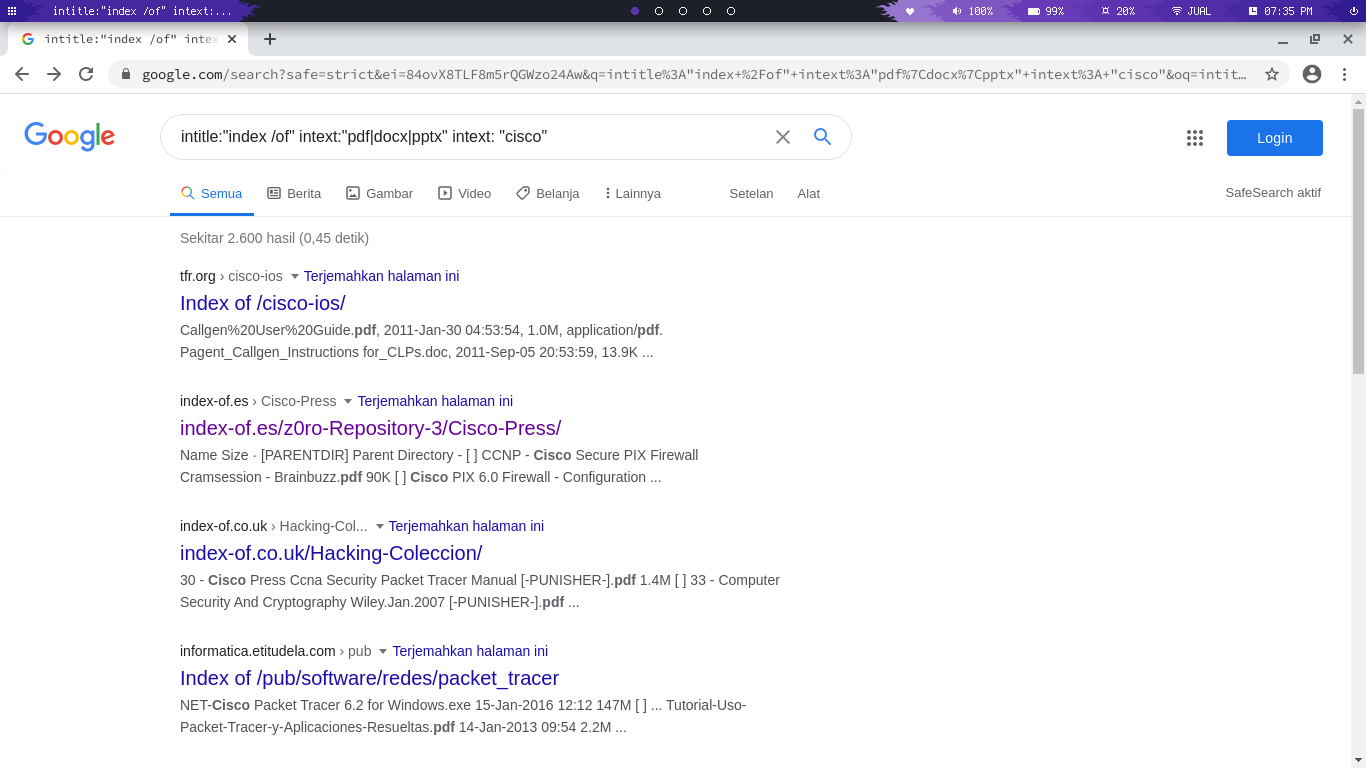 intitle:"index /of" intext:...
100%
99%
20%
JUAL
07:35 PM
intitle:"index /of" inte
google.com/search?safe=strict&ei=84ovX8TLF8m5rQGWzo24Aw&q=intitle%3A"index+%2Fof"+intext%3A"pdf%7Cdocx%7Cpptx"+intext%3A+"cisco"&oq=intit...
Google
intitle:"index /of" intext:"pdf|docx|pptx" intext: "cisco"
Login
Semua
Berita
Gambar
Video
Belanja
Lainnya
Setelan
Alat
SafeSearch aktif
Sekitar 2.600 hasil (0,45 detik)
tfr.org › cisco-ios Terjemahkan halaman ini
Index of /cisco-ios/
Callgen%20User%20Guide.pdf, 2011-Jan-30 04:53:54, 1.0M, application/pdf.
Pagent_Callgen_Instructions for_CLPs.doc, 2011-Sep-05 20:53:59, 13.9K ...
index-of.es › Cisco-Press Terjemahkan halaman ini
index-of.es/z0ro-Repository-3/Cisco-Press/
Name Size · [PARENTDIR] Parent Directory - [ ] CCNP - Cisco Secure PIX Firewall
Cramsession - Brainbuzz.pdf 90K [ ] Cisco PIX 6.0 Firewall - Configuration ...
index-of.co.uk › Hacking-Col... Terjemahkan halaman ini
index-of.co.uk/Hacking-Coleccion/
30 - Cisco Press Ccna Security Packet Tracer Manual [-PUNISHER-].pdf 1.4M [ ] 33 - Computer
Security And Cryptography Wiley.Jan.2007 [-PUNISHER-].pdf ...
informatica.etitudela.com › pub Terjemahkan halaman ini
Index of /pub/software/redes/packet_tracer
NET-Cisco Packet Tracer 6.2 for Windows.exe 15-Jan-2016 12:12 147M [ ] ... Tutorial-Uso-
Packet-Tracer-y-Aplicaciones-Resueltas.pdf 14-Jan-2013 09:54 2.2M ...